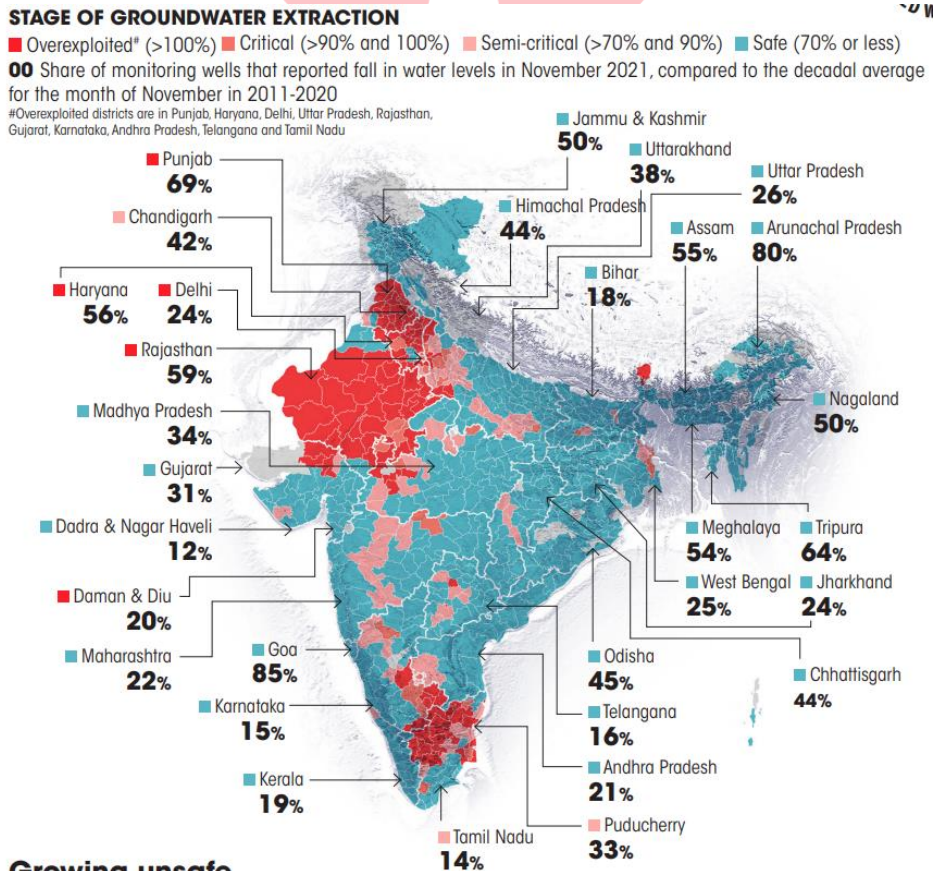 STAGE OF GROUNDWATER EXTRACTION
Overexploited# (>100%) Critical (>90% and 100%) Semi-critical (>70% and 90%) Safe (70% or less)
00 Share of monitoring wells that reported fall in water levels in November 2021, compared to the decadal average
for the month of November in 2011-2020
#Overexploited districts are in Punjab, Haryana, Delhi, Uttar Pradesh, Rajasthan,
Gujarat, Karnataka, Andhra Pradesh, Telangana and Tamil Nadu
Jammu & Kashmir
50%
Uttarakhand
38%
Uttar Pradesh
26%
Punjab
69%
Chandigarh
42%
Himachal Pradesh
44%
Assam
55%
Arunachal Pradesh
80%
Bihar
18%
Haryana
56%
Delhi
24%
Rajasthan
59%
Madhya Pradesh
34%
Nagaland
50%
Gujarat
31%
Dadra & Nagar Haveli
12%
Meghalaya
54%
Tripura
64%
Daman & Diu
20%
West Bengal
25%
Jharkhand
24%
Maharashtra
22%
Goa
85%
Odisha
45%
Chhattisgarh
44%
Karnataka
15%
Telangana
16%
Kerala
19%
Andhra Pradesh
21%
Tamil Nadu
14%
Puducherry
33%
Growing unsafe